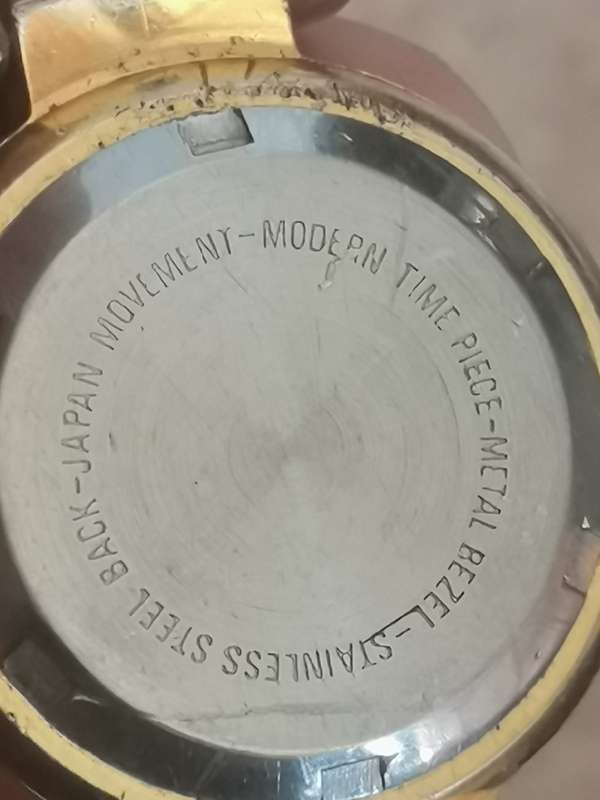 JAPAN MOVEMENT-MODERN TIME PIECE-METAL BEZEL-STAINLESS STEEL BACK-